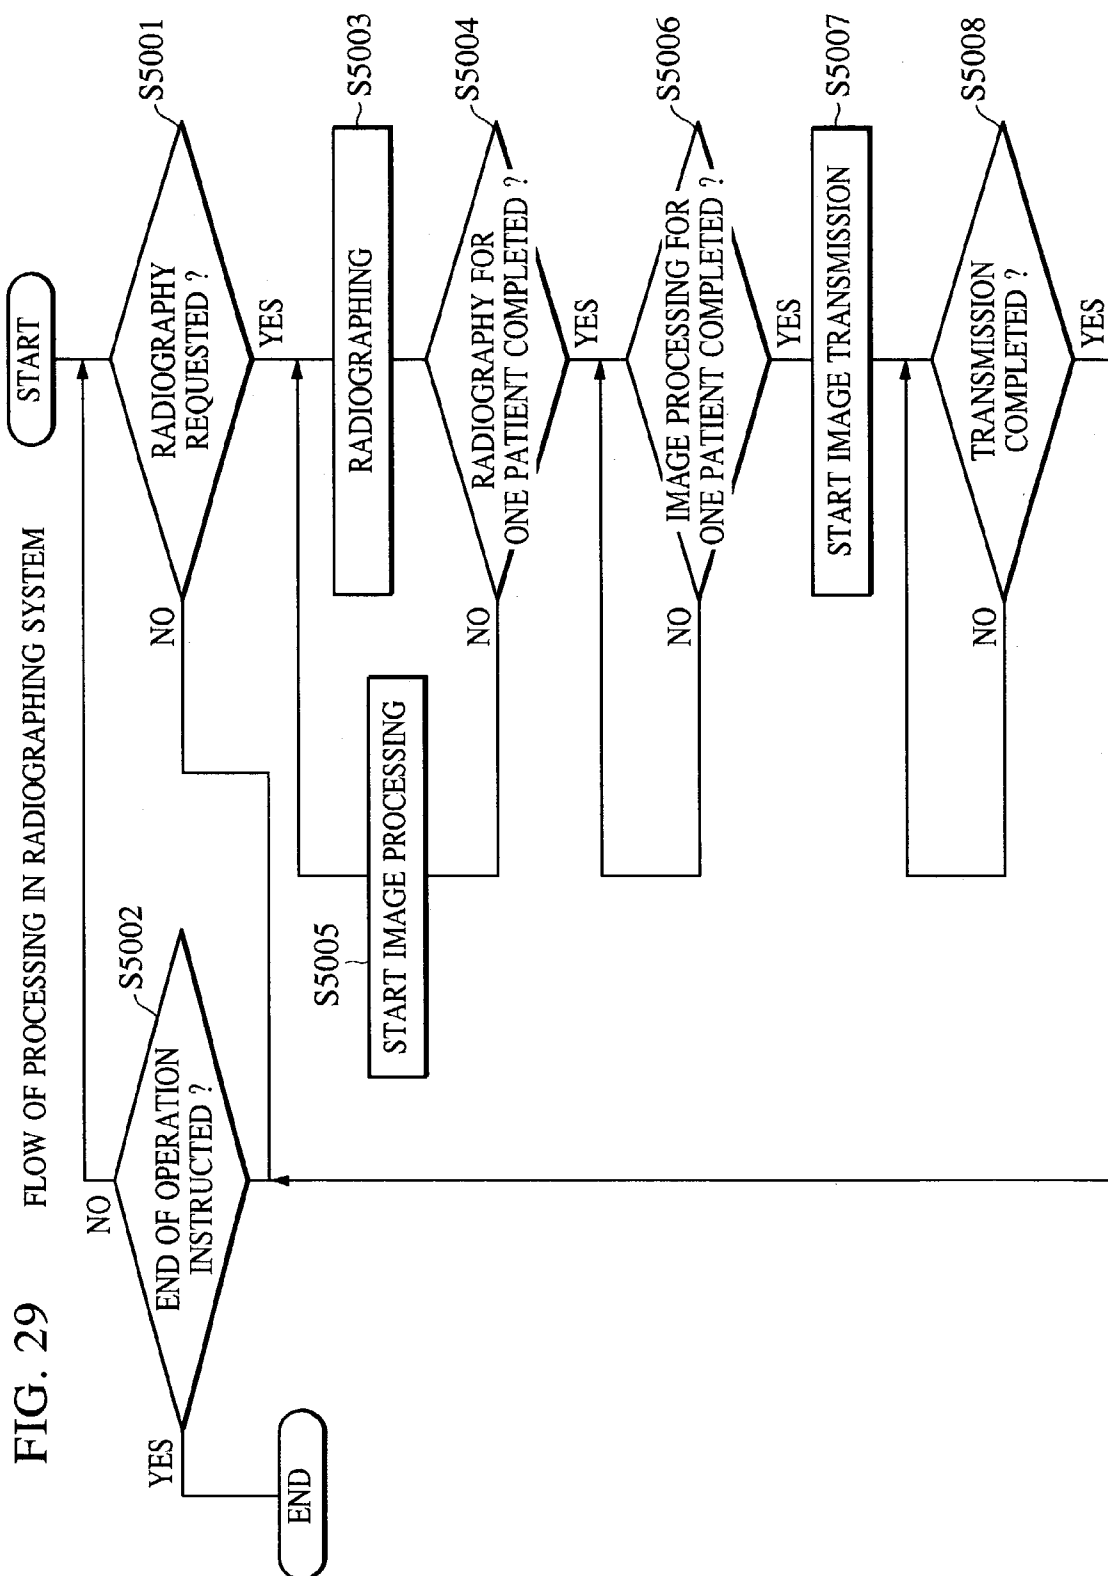 FIG. 29
FLOW OF PROCESSING IN RADIOGRAPHING SYSTEM
START
S5001
RADIOGRAPHY
REQUESTED ?
NO
YES
S5002
END OF OPERATION
INSTRUCTED ?
NO
YES
END
S5003
RADIOGRAPHING
S5004
RADIOGRAPHY FOR
ONE PATIENT COMPLETED ?
NO
YES
S5005
START IMAGE PROCESSING
S5006
IMAGE PROCESSING FOR
ONE PATIENT COMPLETED ?
NO
YES
S5007
START IMAGE TRANSMISSION
S5008
TRANSMISSION
COMPLETED ?
NO
YES